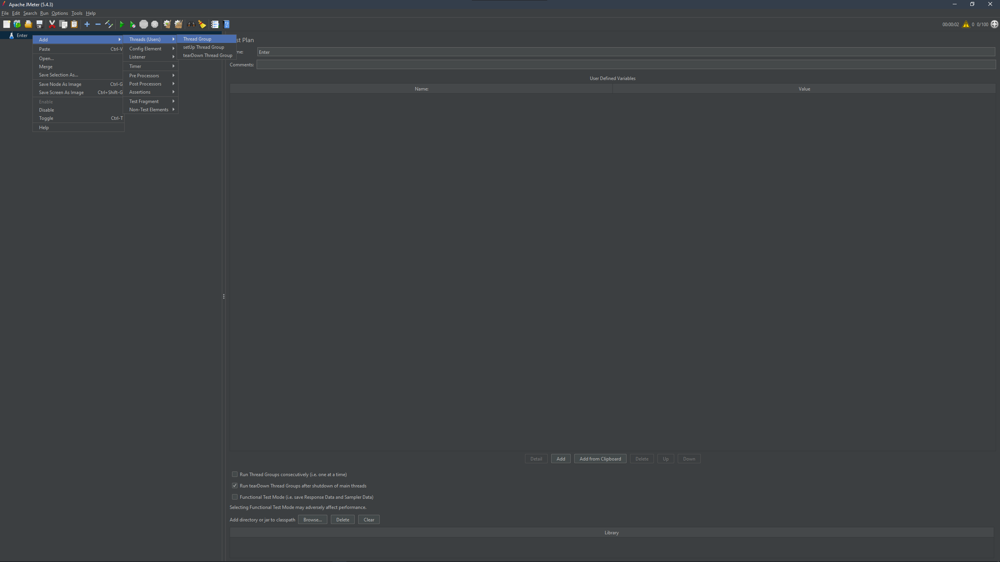 Apache JMeter (5.4.3)
File Edit Search Run Options Tools Help
00:00:02 0 0/100
Enter
Add
Paste Ctrl-V
Open...
Merge
Save Selection As...
Save Node As Image Ctrl-G
Save Screen As Image Ctrl+Shift-G
Enable
Disable
Toggle Ctrl-T
Help
Threads (Users)
Config Element
Listener
Timer
Pre Processors
Post Processors
Assertions
Test Fragment
Non-Test Elements
Thread Group
setUp Thread Group
tearDown Thread Group
st Plan
me: Enter
Comments:
User Defined Variables
Name: Value
Detail Add Add from Clipboard Delete Up Down
Run Thread Groups consecutively (i.e. one at a time)
Run tearDown Thread Groups after shutdown of main threads
Functional Test Mode (i.e. save Response Data and Sampler Data)
Selecting Functional Test Mode may adversely affect performance.
Add directory or jar to classpath Browse... Delete Clear
Library